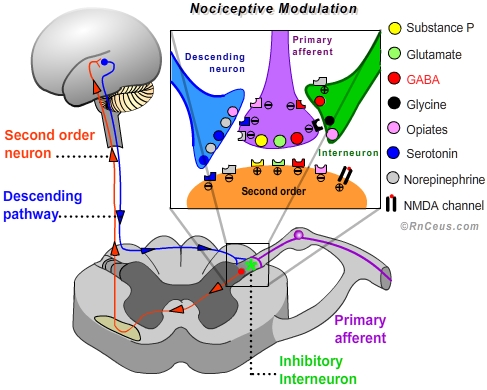 Nociceptive Modulation
Descending
neuron
Primary
afferent
Interneuron
Second order
Substance P
Glutamate
GABA
Glycine
Opiates
Serotonin
Norepinephrine
NMDA channel
©RnCeus.com
Second order
neuron
Descending
pathway
Primary
afferent
Inhibitory
Interneuron